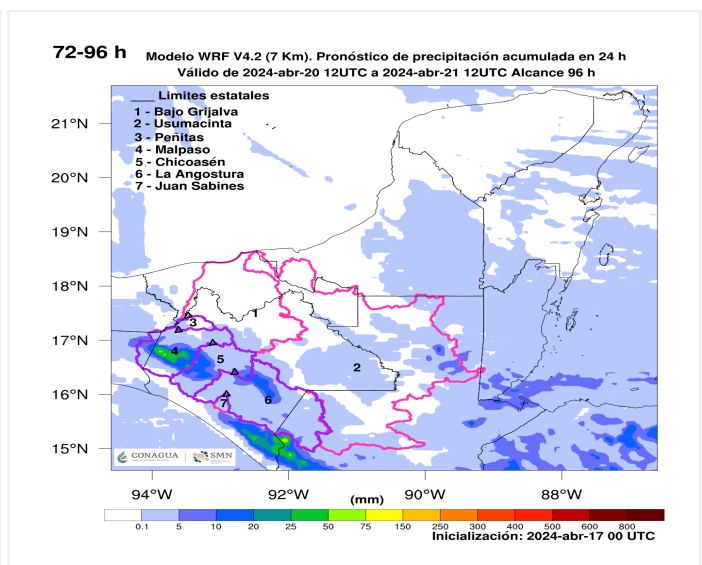 72-96 h Modelo WRF V4.2 (7 Km). Pronóstico de precipitación acumulada en 24 h
Válido de 2024-abr-20 12UTC a 2024-abr-21 12UTC Alcance 96 h
Limites estatales
1 - Bajo Grijalva
2 - Usumacinta
3 - Peñitas
4 - Malpaso
5 - Chicoasén
6 - La Angostura
7 - Juan Sabines
21°N
20°N
19°N
18°N
17°N
16°N
15°N
1
3
4
5
2
6
7
CONAGUA SMN
94°W 92°W 90°W 88°W
(mm)
0.1 5 10 20 25 50 75 150 250 300 400 500 600 800
Inicialización: 2024-abr-17 00 UTC